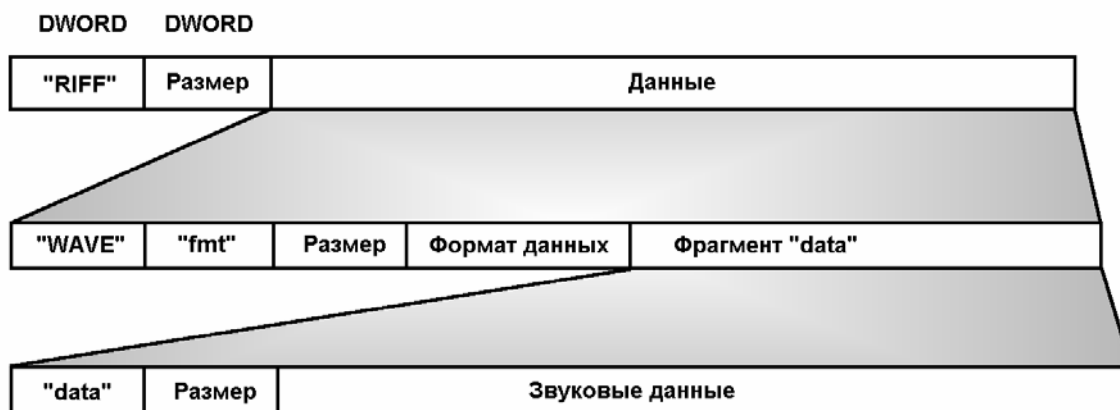 DWORD DWORD
"RIFF" Размер Данные
"WAVE" "fmt" Размер Формат данных Фрагмент "data"
"data" Размер Звуковые данные